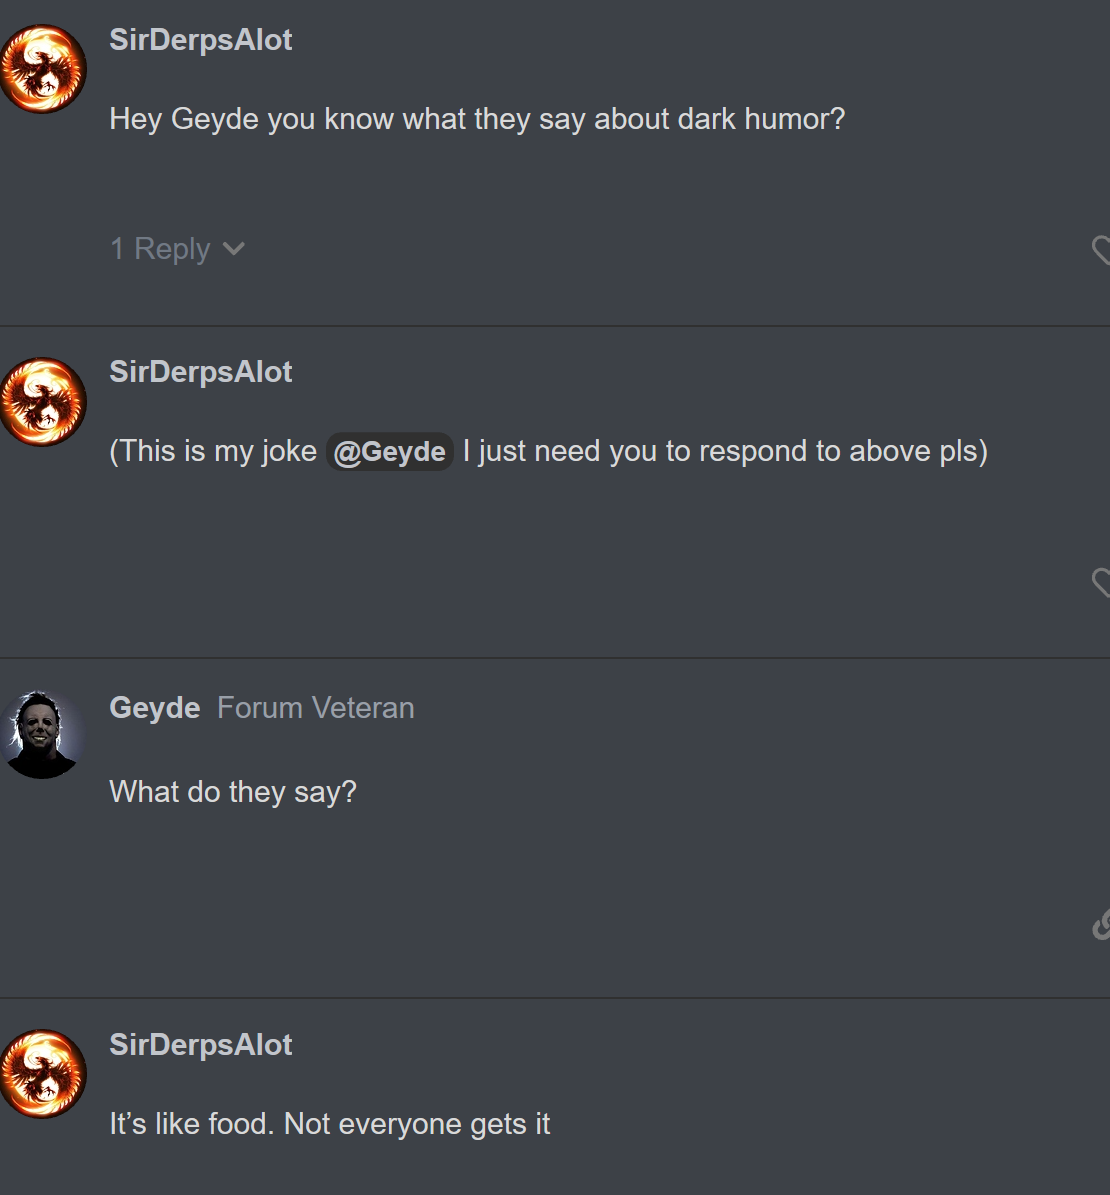 SirDerpsAlot
Hey Geyde you know what they say about dark humor?
1 Reply
SirDerpsAlot
(This is my joke @Geyde I just need you to respond to above pls)
Geyde Forum Veteran
What do they say?
SirDerpsAlot
It’s like food. Not everyone gets it